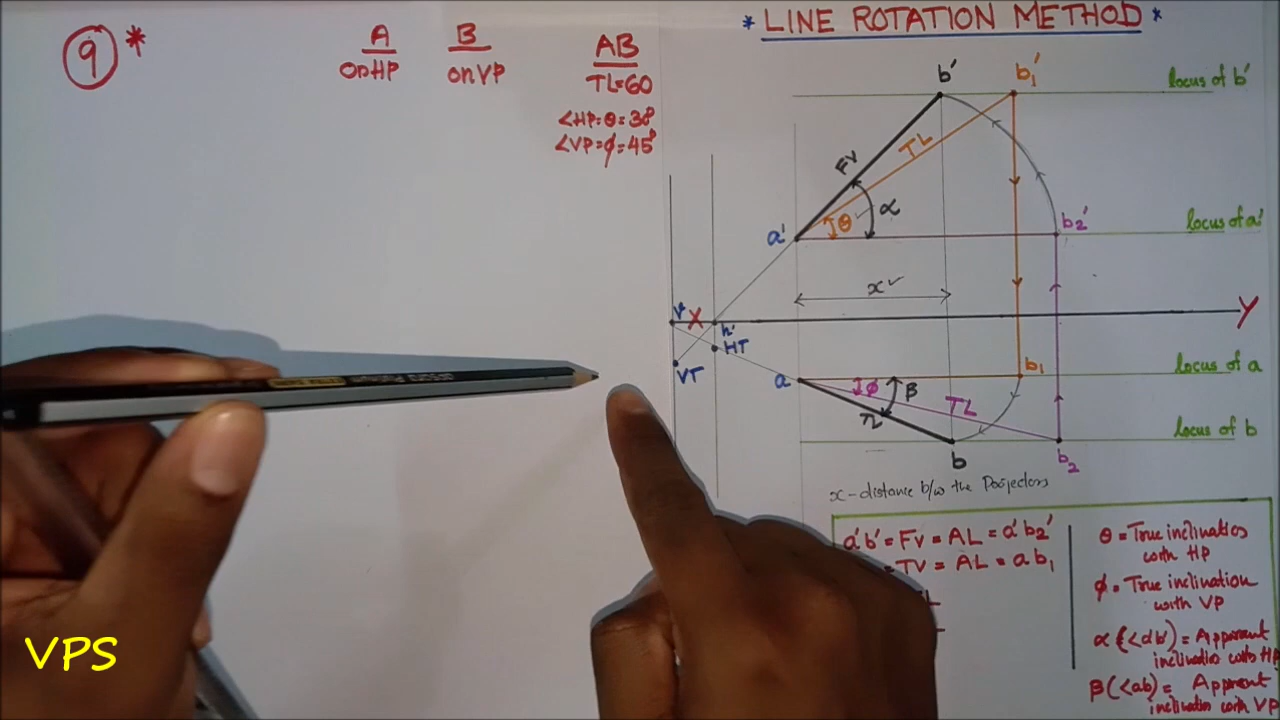 9 *
A
on HP
B
on VP
AB
TL=60
∠HP=θ=38°
∠VP=ϕ=45°
* LINE ROTATION METHOD *
b'
b₁'
locus of b'
FV
TL
θ
α
a'
b₂'
locus of a'
x
V
X
h'
HT
VT
Y
a
ϕ
β
b₁
locus of a
TL
b
b₂
locus of b
x-distance b/w the Projectors
a'b' = FV = AL = a'b₂'
= TV = AL = ab₁
θ = True inclination
with HP
ϕ = True inclination
with VP
= Apparent
inclination with HP
β (∠ab) = Apparent
inclination with VP
VPS